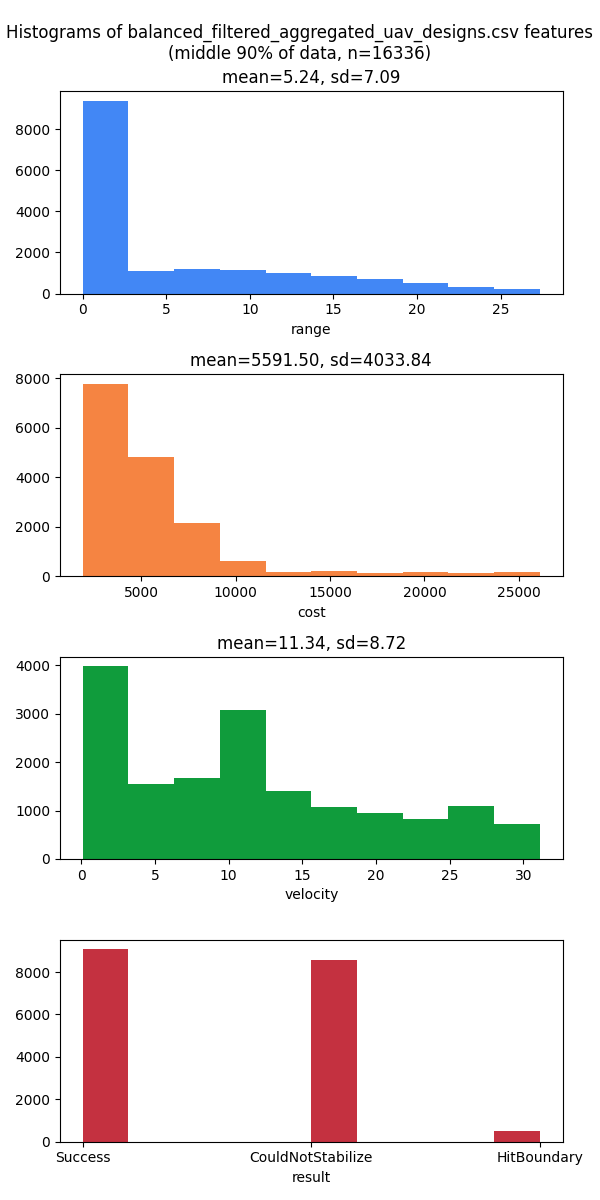 Histograms of balanced_filtered_aggregated_uav_designs.csv features
(middle 90% of data, n=16336)
mean=5.24, sd=7.09
8000
6000
4000
2000
0
0 5 10 15 20 25
range
mean=5591.50, sd=4033.84
8000
6000
4000
2000
0
5000 10000 15000 20000 25000
cost
mean=11.34, sd=8.72
4000
3000
2000
1000
0
0 5 10 15 20 25 30
velocity
8000
6000
4000
2000
0
Success CouldNotStabilize HitBoundary
result